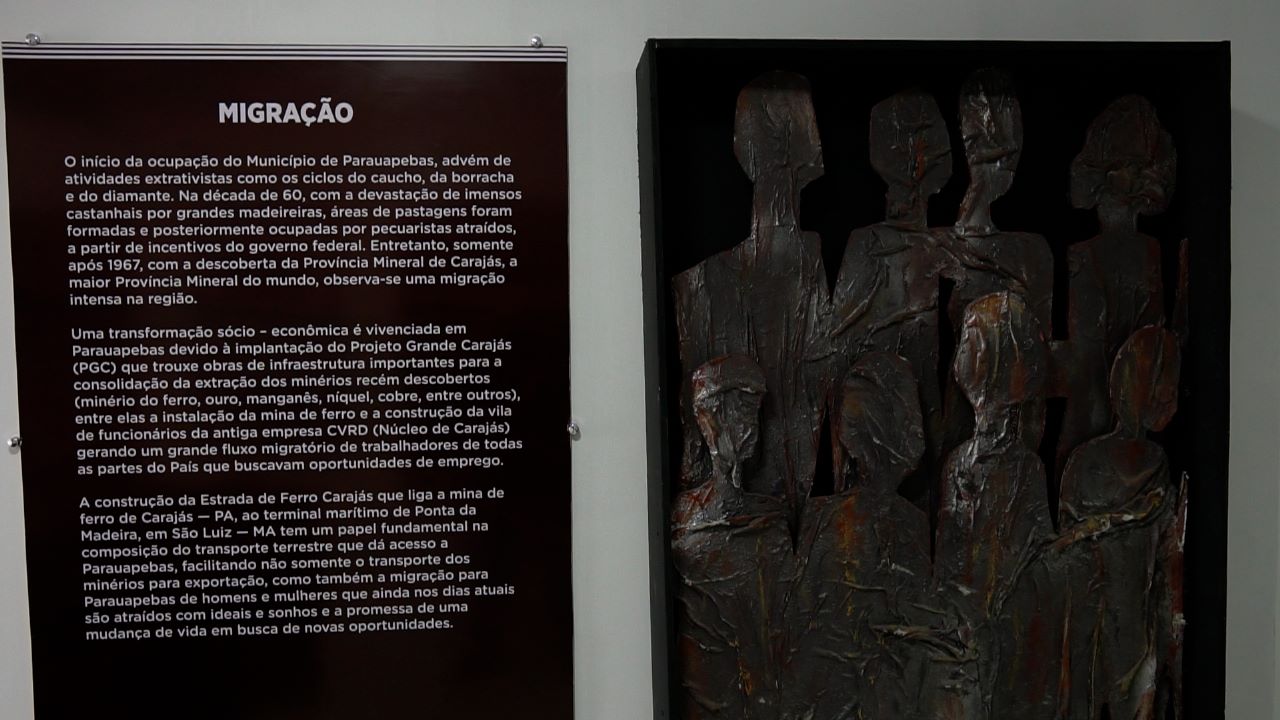 MIGRAÇÃO
O início da ocupação do Município de Parauapebas, advém de
atividades extrativistas como os ciclos do caucho, da borracha
e do diamante. Na década de 60, com a devastação de imensos
castanhais por grandes madeireiras, áreas de pastagens foram
formadas e posteriormente ocupadas por pecuaristas atraídos,
a partir de incentivos do governo federal. Entretanto, somente
após 1967, com a descoberta da Província Mineral de Carajás, a
maior Província Mineral do mundo, observa-se uma migração
intensa na região.
Uma transformação sócio – econômica é vivenciada em
Parauapebas devido à implantação do Projeto Grande Carajás
(PGC) que trouxe obras de infraestrutura importantes para a
consolidação da extração dos minérios recém descobertos
(minério do ferro, ouro, manganês, níquel, cobre, entre outros),
entre elas a instalação da mina de ferro e a construção da vila
de funcionários da antiga empresa CVRD (Núcleo de Carajás)
gerando um grande fluxo migratório de trabalhadores de todas
as partes do País que buscavam oportunidades de emprego.
A construção da Estrada de Ferro Carajás que liga a mina de
ferro de Carajás — PA, ao terminal marítimo de Ponta da
Madeira, em São Luiz — MA tem um papel fundamental na
composição do transporte terrestre que dá acesso a
Parauapebas, facilitando não somente o transporte dos
minérios para exportação, como também a migração para
Parauapebas de homens e mulheres que ainda nos dias atuais
são atraídos com ideais e sonhos e a promessa de uma
mudança de vida em busca de novas oportunidades.